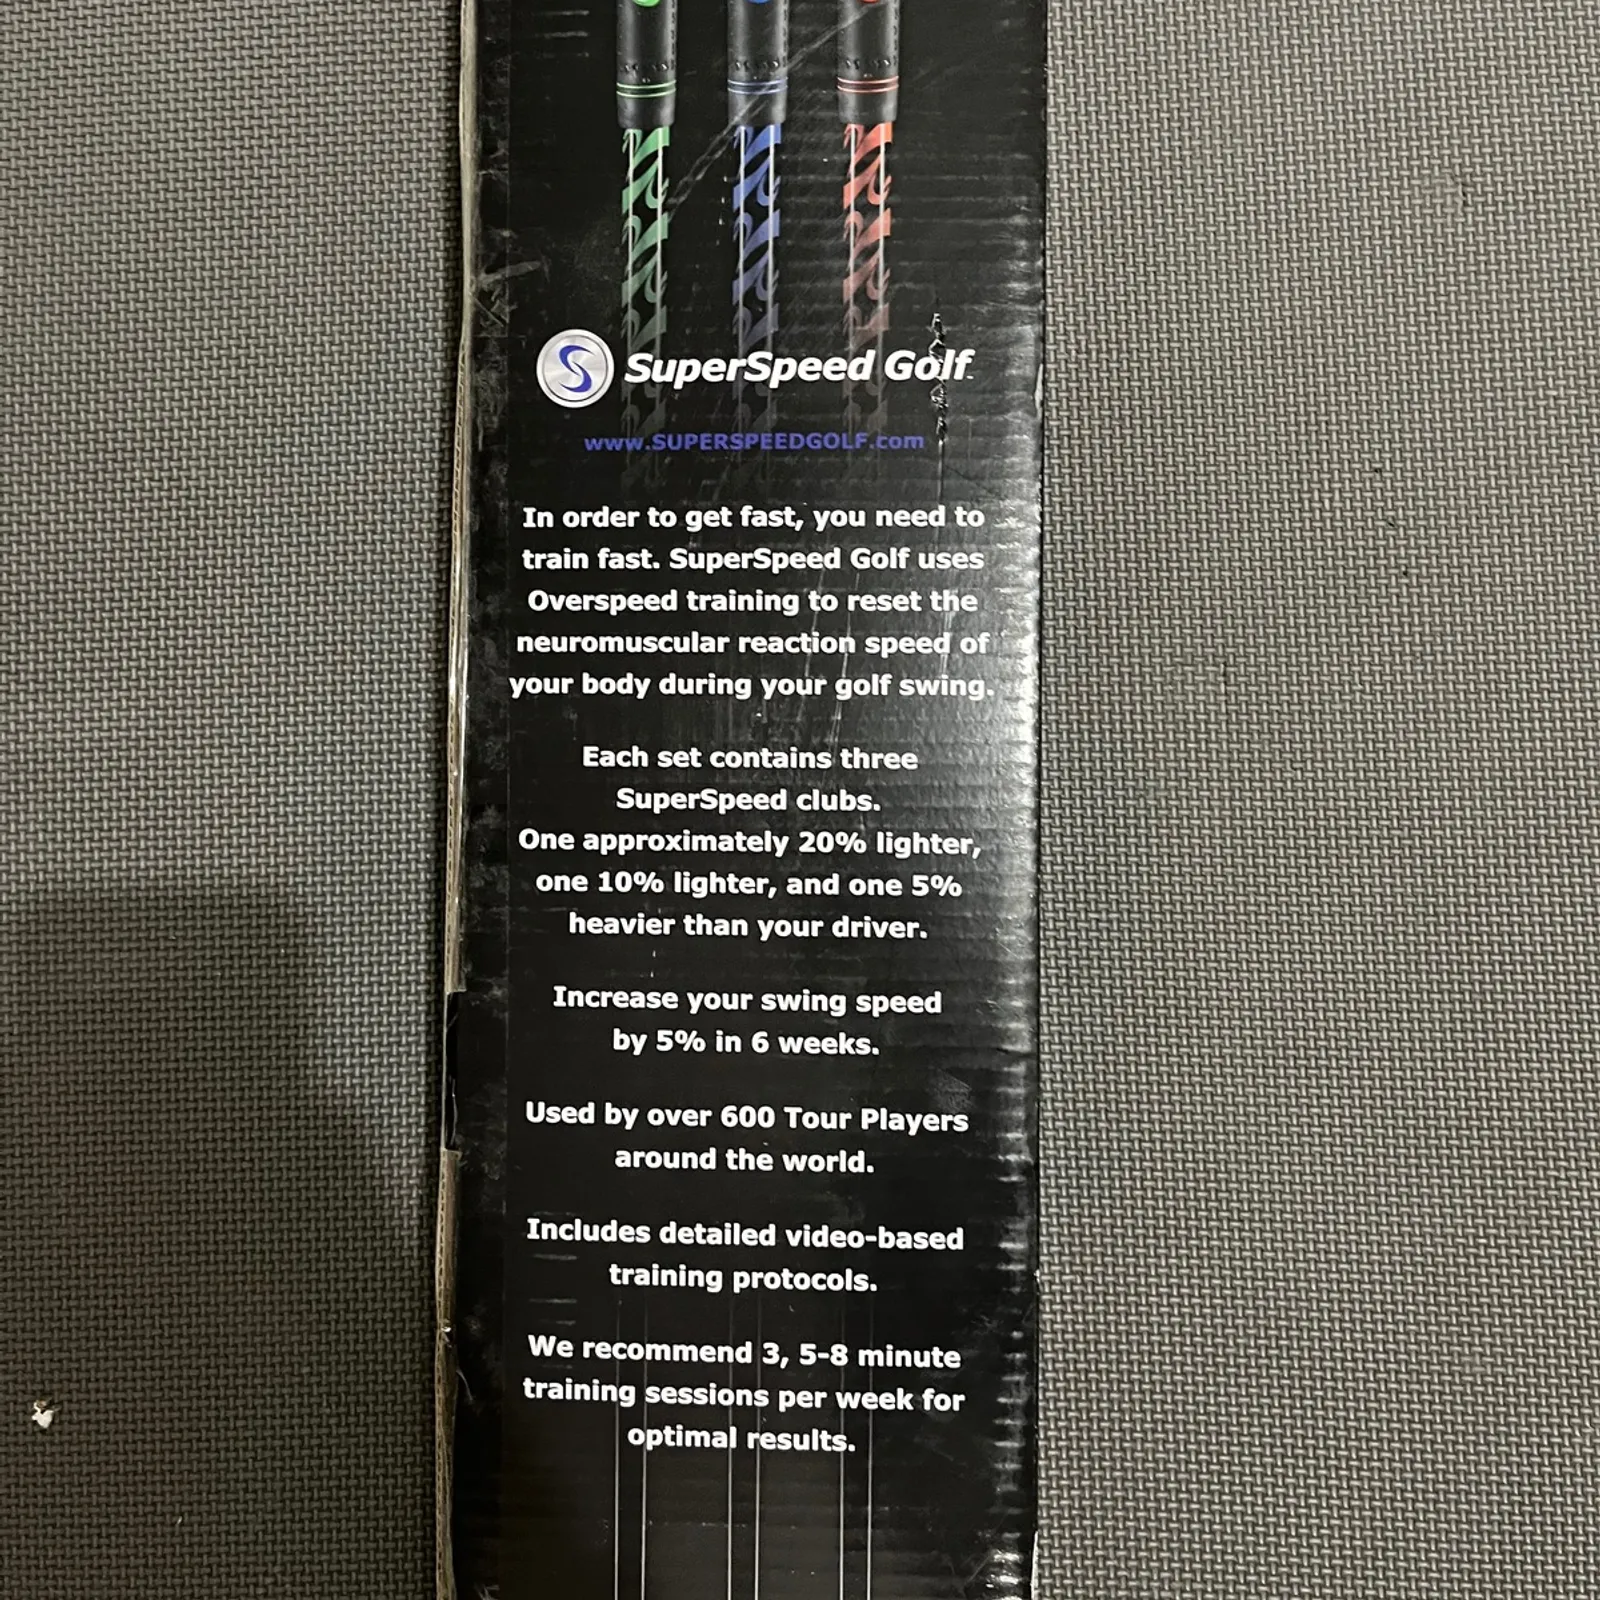 SuperSpeed Golf
www.SUPERSPEEDGOLF.com
In order to get fast, you need to
train fast. SuperSpeed Golf uses
Overspeed training to reset the
neuromuscular reaction speed of
your body during your golf swing.
Each set contains three
SuperSpeed clubs.
One approximately 20% lighter,
one 10% lighter, and one 5%
heavier than your driver.
Increase your swing speed
by 5% in 6 weeks.
Used by over 600 Tour Players
around the world.
Includes detailed video-based
training protocols.
We recommend 3, 5-8 minute
training sessions per week for
optimal results.